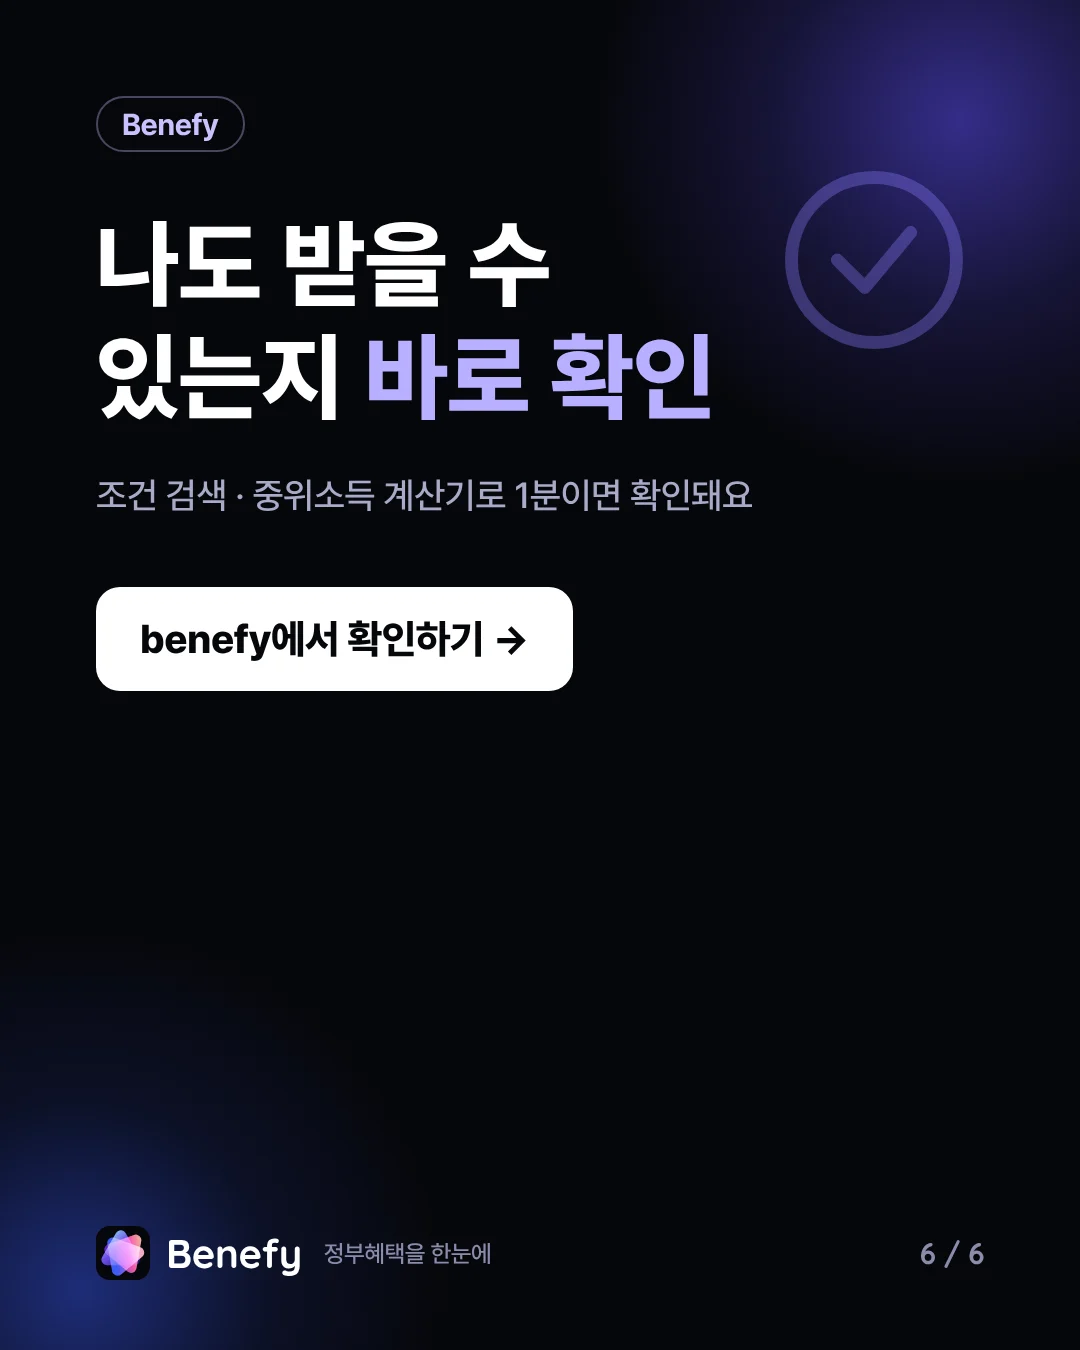 Benefy
나도 받을 수
있는지 바로 확인
조건 검색 · 중위소득 계산기로 1분이면 확인돼요
benefy에서 확인하기 →
Benefy 정부혜택을 한눈에
6 / 6